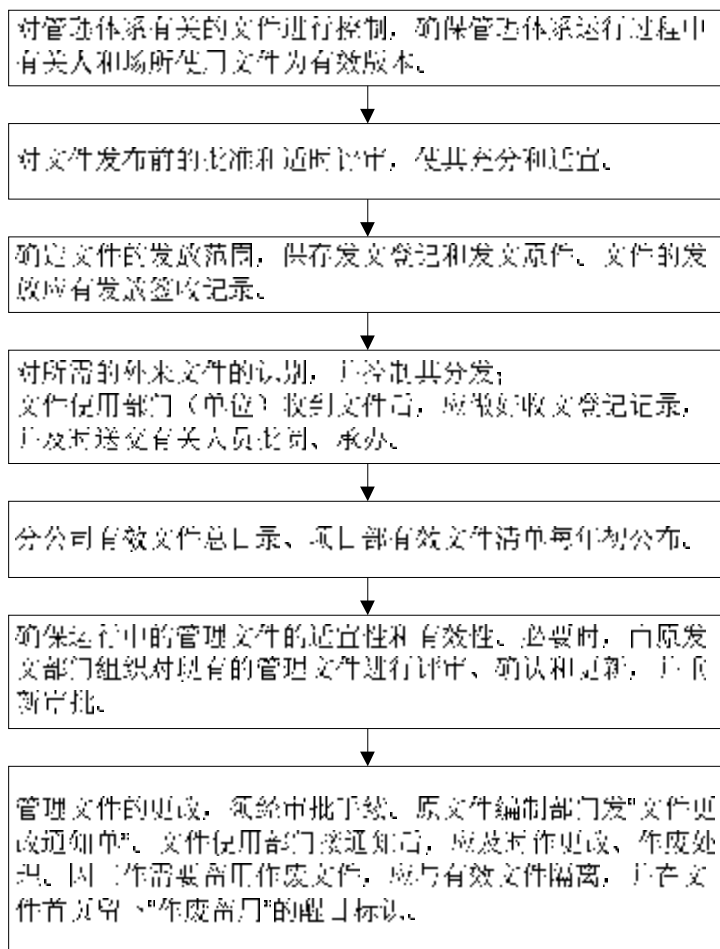 对管理体系有关的文件进行控制，确保管理体系运行过程中
有关人和场所使用文件为有效版本。
对文件发布前的批准和适时评审，使其充分和适宜。
确定文件的发放范围，保存发文登记和发文原件。文件的发
放应有发放签收记录。
对所需的外来文件的识别，并控制其分发；
文件使用部门（单位）收到文件后，应做好收文登记记录，
并及时送交有关人员批阅、承办。
分公司有效文件总目录、项目部有效文件清单每年初公布。
确保运行中的管理文件的适宜性和有效性。必要时，由原发
文部门组织对现有的管理文件进行评审、确认和更新，并重
新审批。
管理文件的更改，须经审批手续。原文件编制部门发"文件更
改通知单"。文件使用部门接通知后，应及时作更改、作废处
理。因工作需要留用作废文件，应与有效文件隔离，并在文
件首页留下"作废留用"的醒目标识。